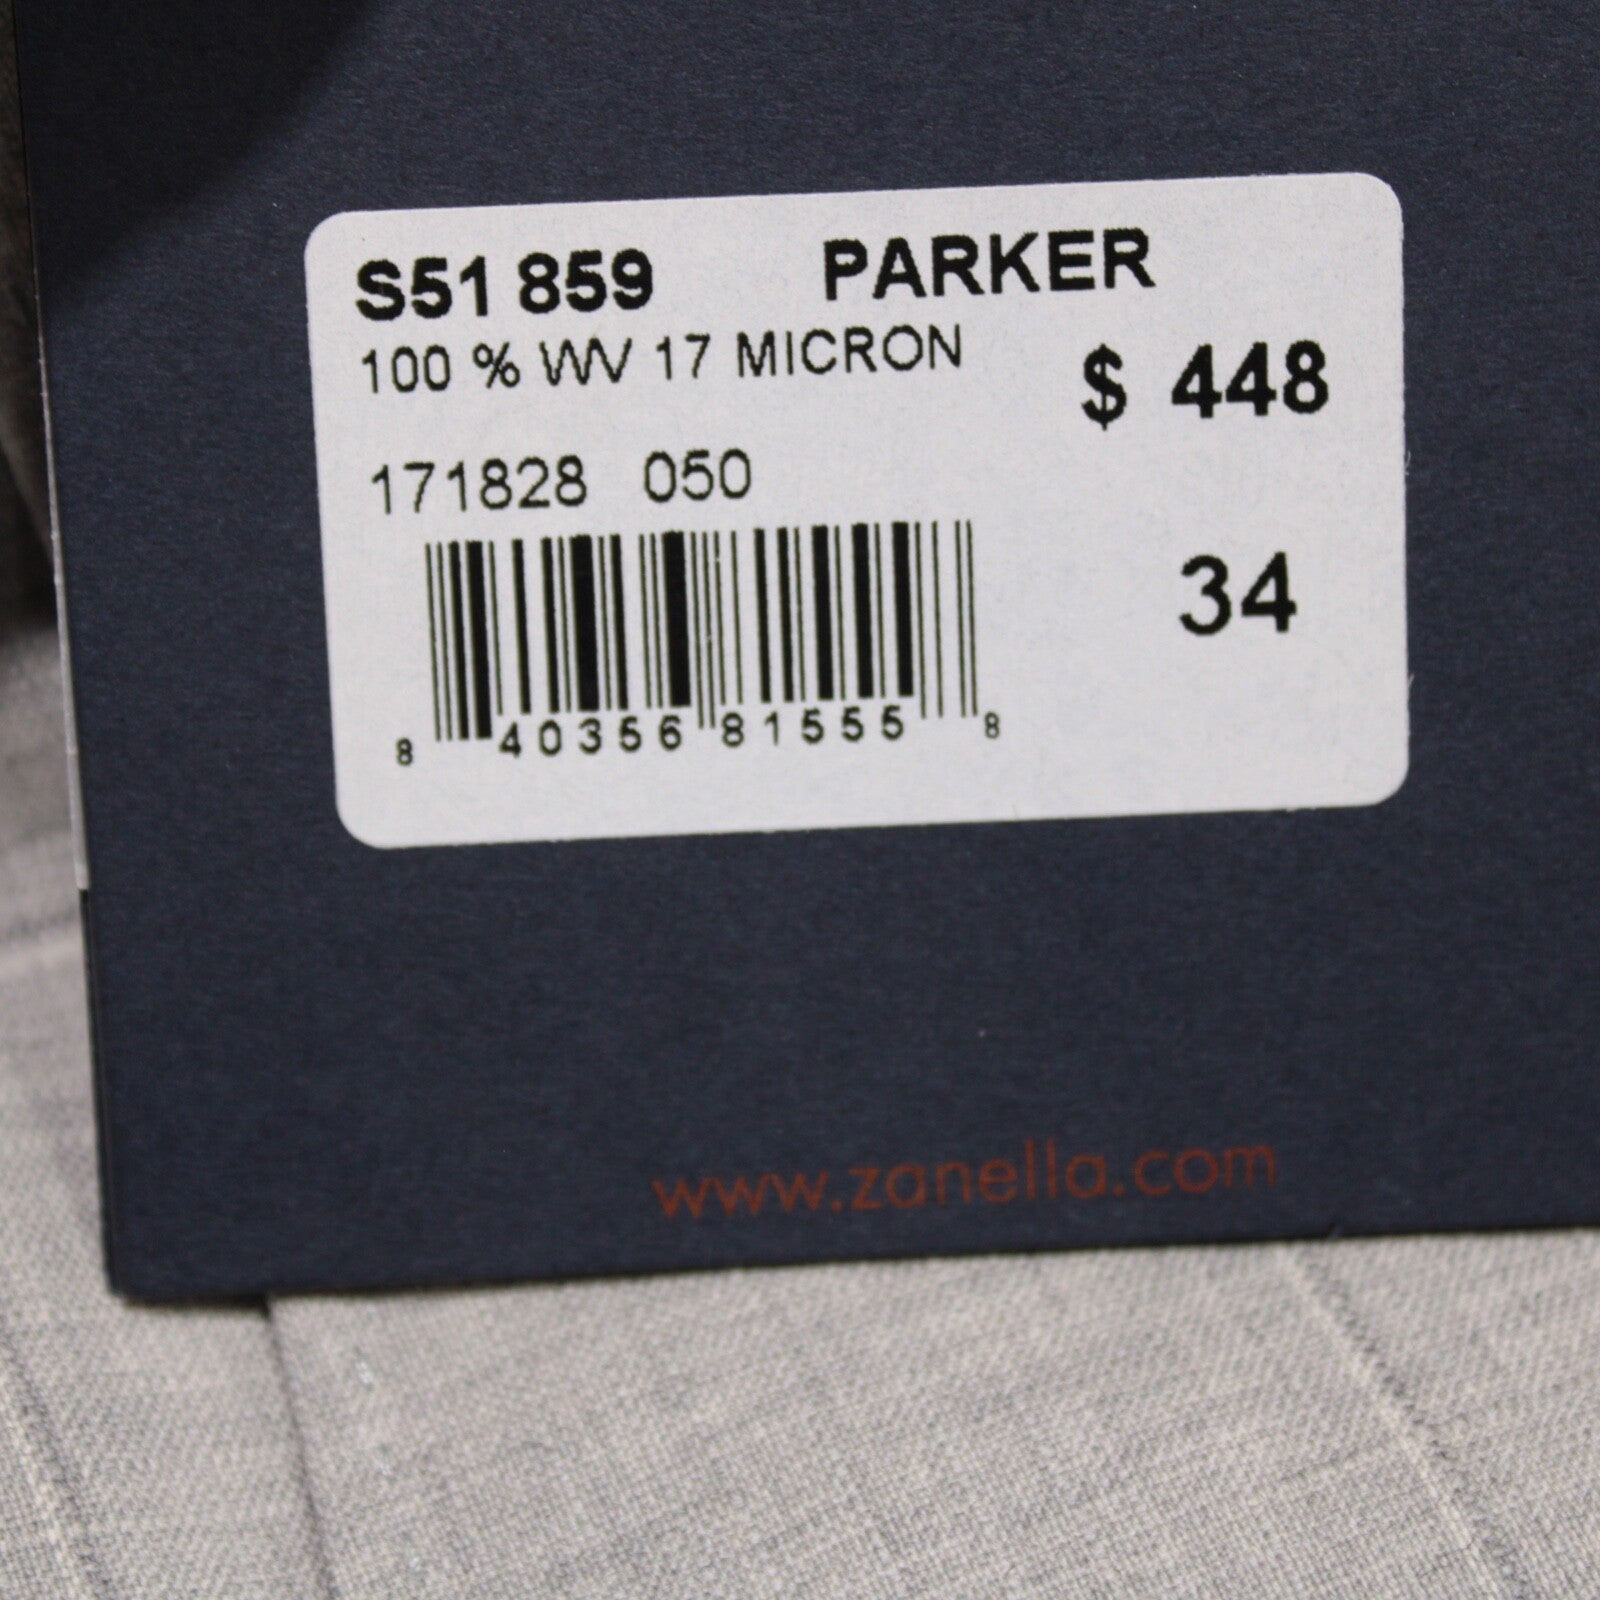 S51 859 PARKER
100 % WV 17 MICRON
$ 448
171828 050
34
8 40356 81555 8
www.zanella.com